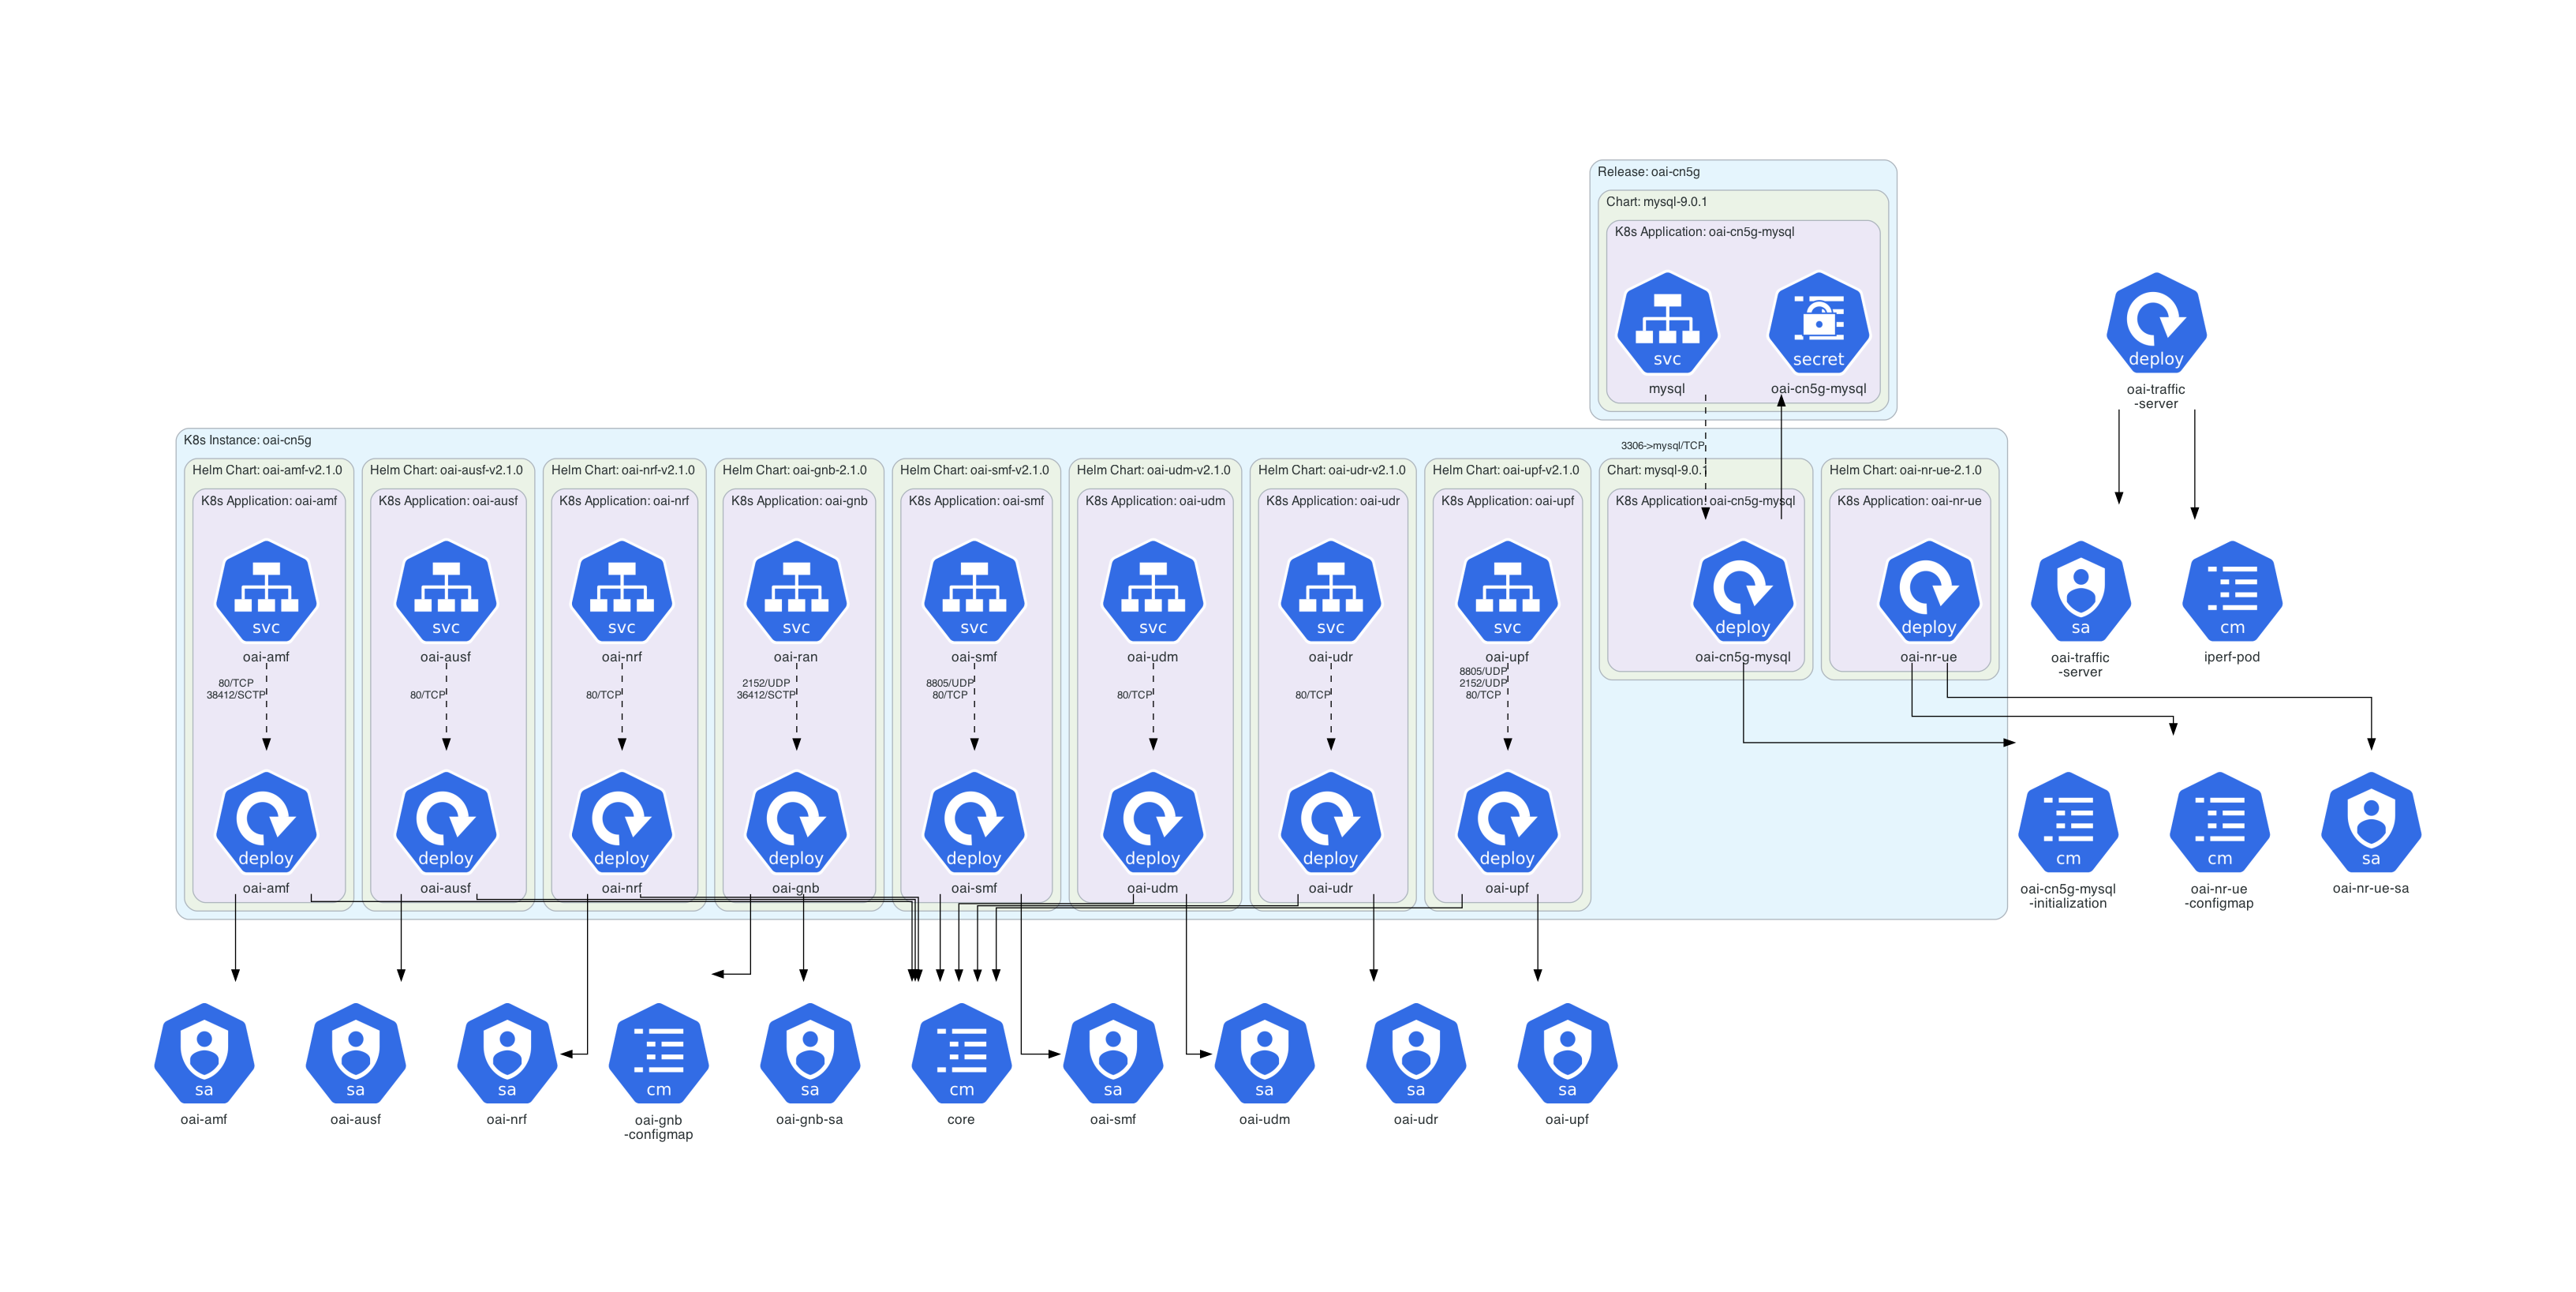 Release: oai-cn5g
Chart: mysql-9.0.1
K8s Application: oai-cn5g-mysql
svc
mysql
secret
oai-cn5g-mysql
deploy
oai-traffic
-server
K8s Instance: oai-cn5g
3306->mysql/TCP
Helm Chart: oai-amf-v2.1.0
K8s Application: oai-amf
svc
oai-amf
80/TCP
38412/SCTP
deploy
oai-amf
Helm Chart: oai-ausf-v2.1.0
K8s Application: oai-ausf
svc
oai-ausf
80/TCP
deploy
oai-ausf
Helm Chart: oai-nrf-v2.1.0
K8s Application: oai-nrf
svc
oai-nrf
80/TCP
deploy
oai-nrf
Helm Chart: oai-gnb-2.1.0
K8s Application: oai-gnb
svc
oai-ran
2152/UDP
36412/SCTP
deploy
oai-gnb
Helm Chart: oai-smf-v2.1.0
K8s Application: oai-smf
svc
oai-smf
8805/UDP
80/TCP
deploy
oai-smf
Helm Chart: oai-udm-v2.1.0
K8s Application: oai-udm
svc
oai-udm
80/TCP
deploy
oai-udm
Helm Chart: oai-udr-v2.1.0
K8s Application: oai-udr
svc
oai-udr
80/TCP
deploy
oai-udr
Helm Chart: oai-upf-v2.1.0
K8s Application: oai-upf
svc
oai-upf
8805/UDP
2152/UDP
80/TCP
deploy
oai-upf
Chart: mysql-9.0.1
K8s Application: oai-cn5g-mysql
deploy
oai-cn5g-mysql
Helm Chart: oai-nr-ue-2.1.0
K8s Application: oai-nr-ue
deploy
oai-nr-ue
sa
oai-traffic
-server
cm
iperf-pod
cm
oai-cn5g-mysql
-initialization
cm
oai-nr-ue
-configmap
sa
oai-nr-ue-sa
sa
oai-amf
sa
oai-ausf
sa
oai-nrf
cm
oai-gnb
-configmap
sa
oai-gnb-sa
cm
core
sa
oai-smf
sa
oai-udm
sa
oai-udr
sa
oai-upf